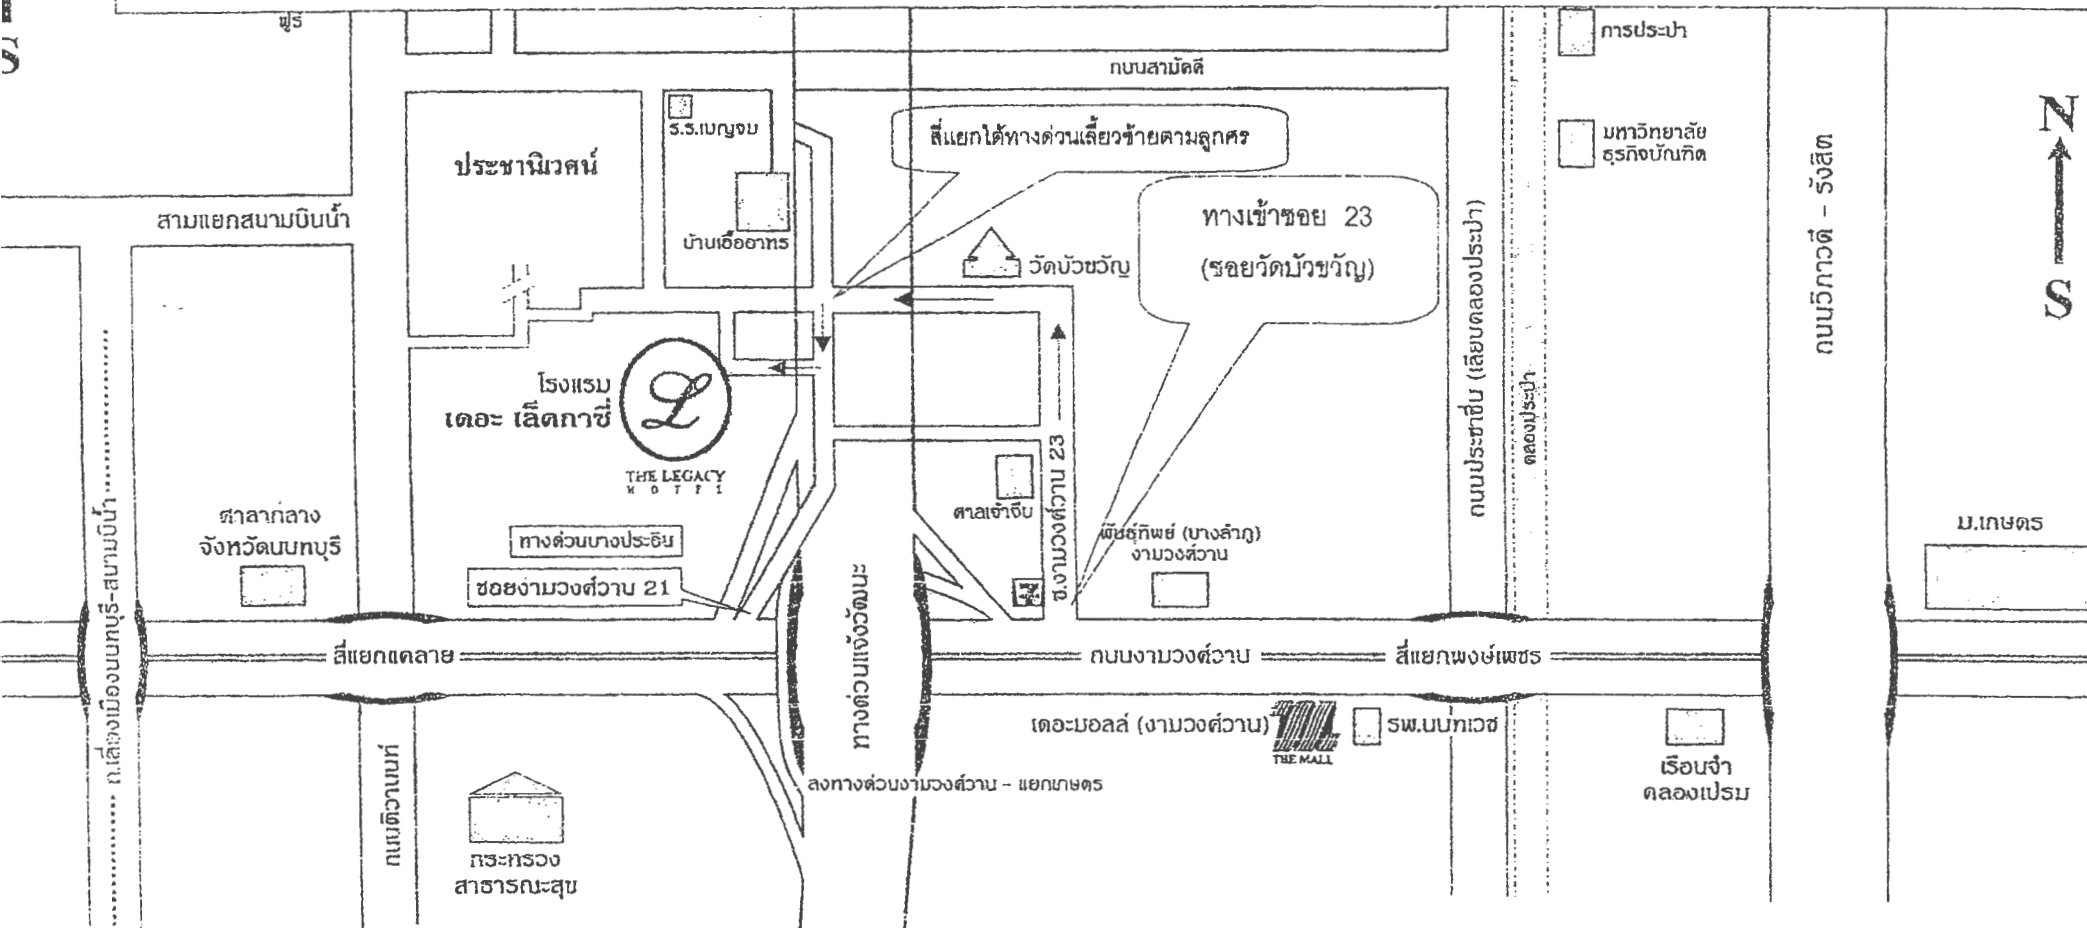 ฟูรี
การประปา
ถนนสามัคคี
N
S
ร.ร.เบญจม
สี่แยกใต้ทางด่วนเลี้ยวซ้ายตามลูกศร
มหาวิทยาลัย
ธุรกิจบัณฑิต
ประชานิเวศน์
สามแยกสนามบินน้ำ
บ้านเอื้ออาทร
วัดบัวขวัญ
ทางเข้าซอย 23
(ซอยวัดบัวขวัญ)
ถนนวิภาวดี - รังสิต
ถนนประชาชื่น (เลียบคลองประปา)
คลองประปา
โรงแรม
เดอะ เล็คกาซี่
THE LEGACY
HOTEL
ซ.งามวงศ์วาน 23
ศาลเจ้าจีน
ศาลากลาง
จังหวัดนนทบุรี
ทางด่วนบางปะอิน
ซอยงามวงศ์วาน 21
พันธุ์ทิพย์ (บางลำภู)
งามวงศ์วาน
ม.เกษตร
ถ.เลี่ยงเมืองนนทบุรี-สนามบินน้ำ
สี่แยกแคลาย
ทางด่วนแจ้งวัฒนะ
ถนนงามวงศ์วาน
สี่แยกพงษ์เพชร
เดอะมอลล์ (งามวงศ์วาน)
THE MALL
รพ.นนทเวช
เรือนจำ
คลองเปรม
ลงทางด่วนงามวงศ์วาน - แยกเกษตร
ถนนติวานนท์
กระทรวง
สาธารณะสุข